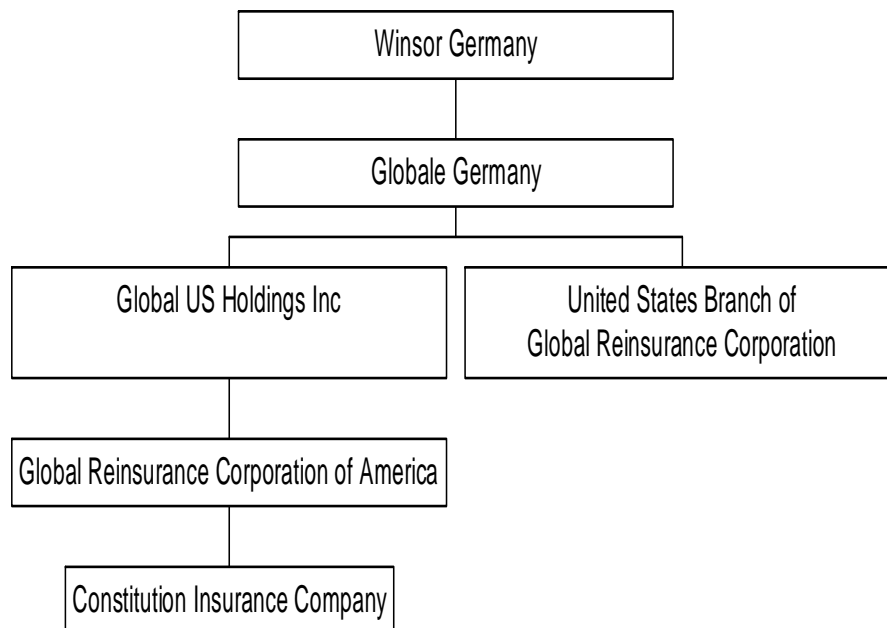 Winsor Germany
Globale Germany
Global US Holdings Inc
United States Branch of
Global Reinsurance Corporation
Global Reinsurance Corporation of America
Constitution Insurance Company